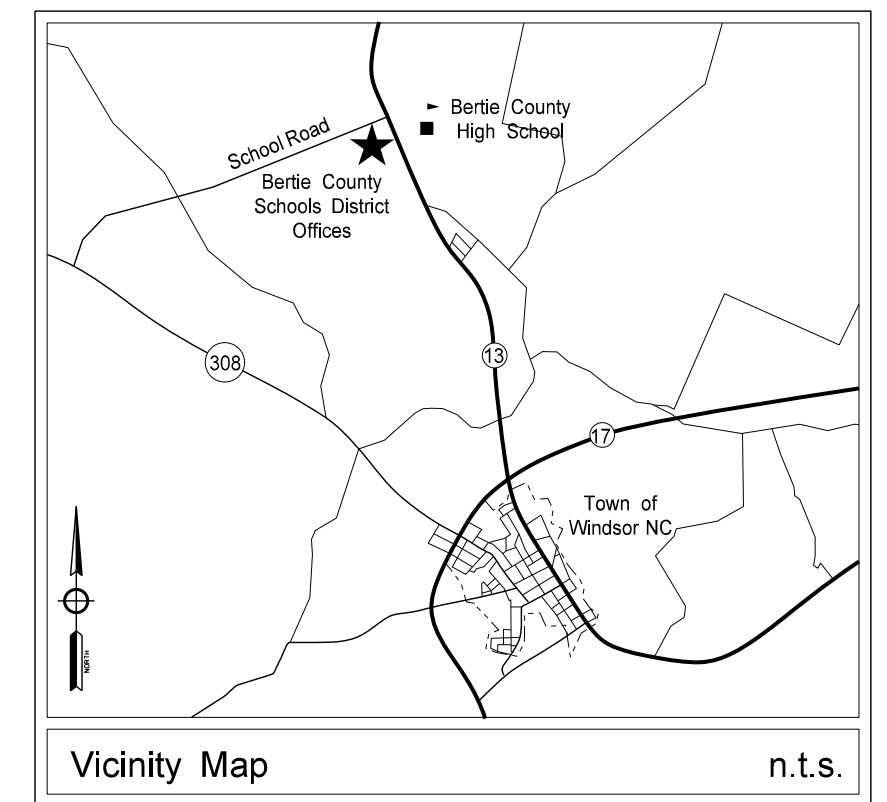 Bertie County
High School
School Road
Bertie County
Schools District
Offices
308
13
17
Town of
Windsor NC
NORTH
Vicinity Map
n.t.s.